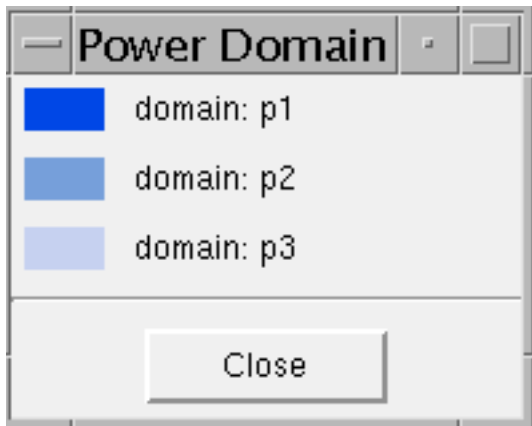 Power Domain
domain: p1
domain: p2
domain: p3
Close